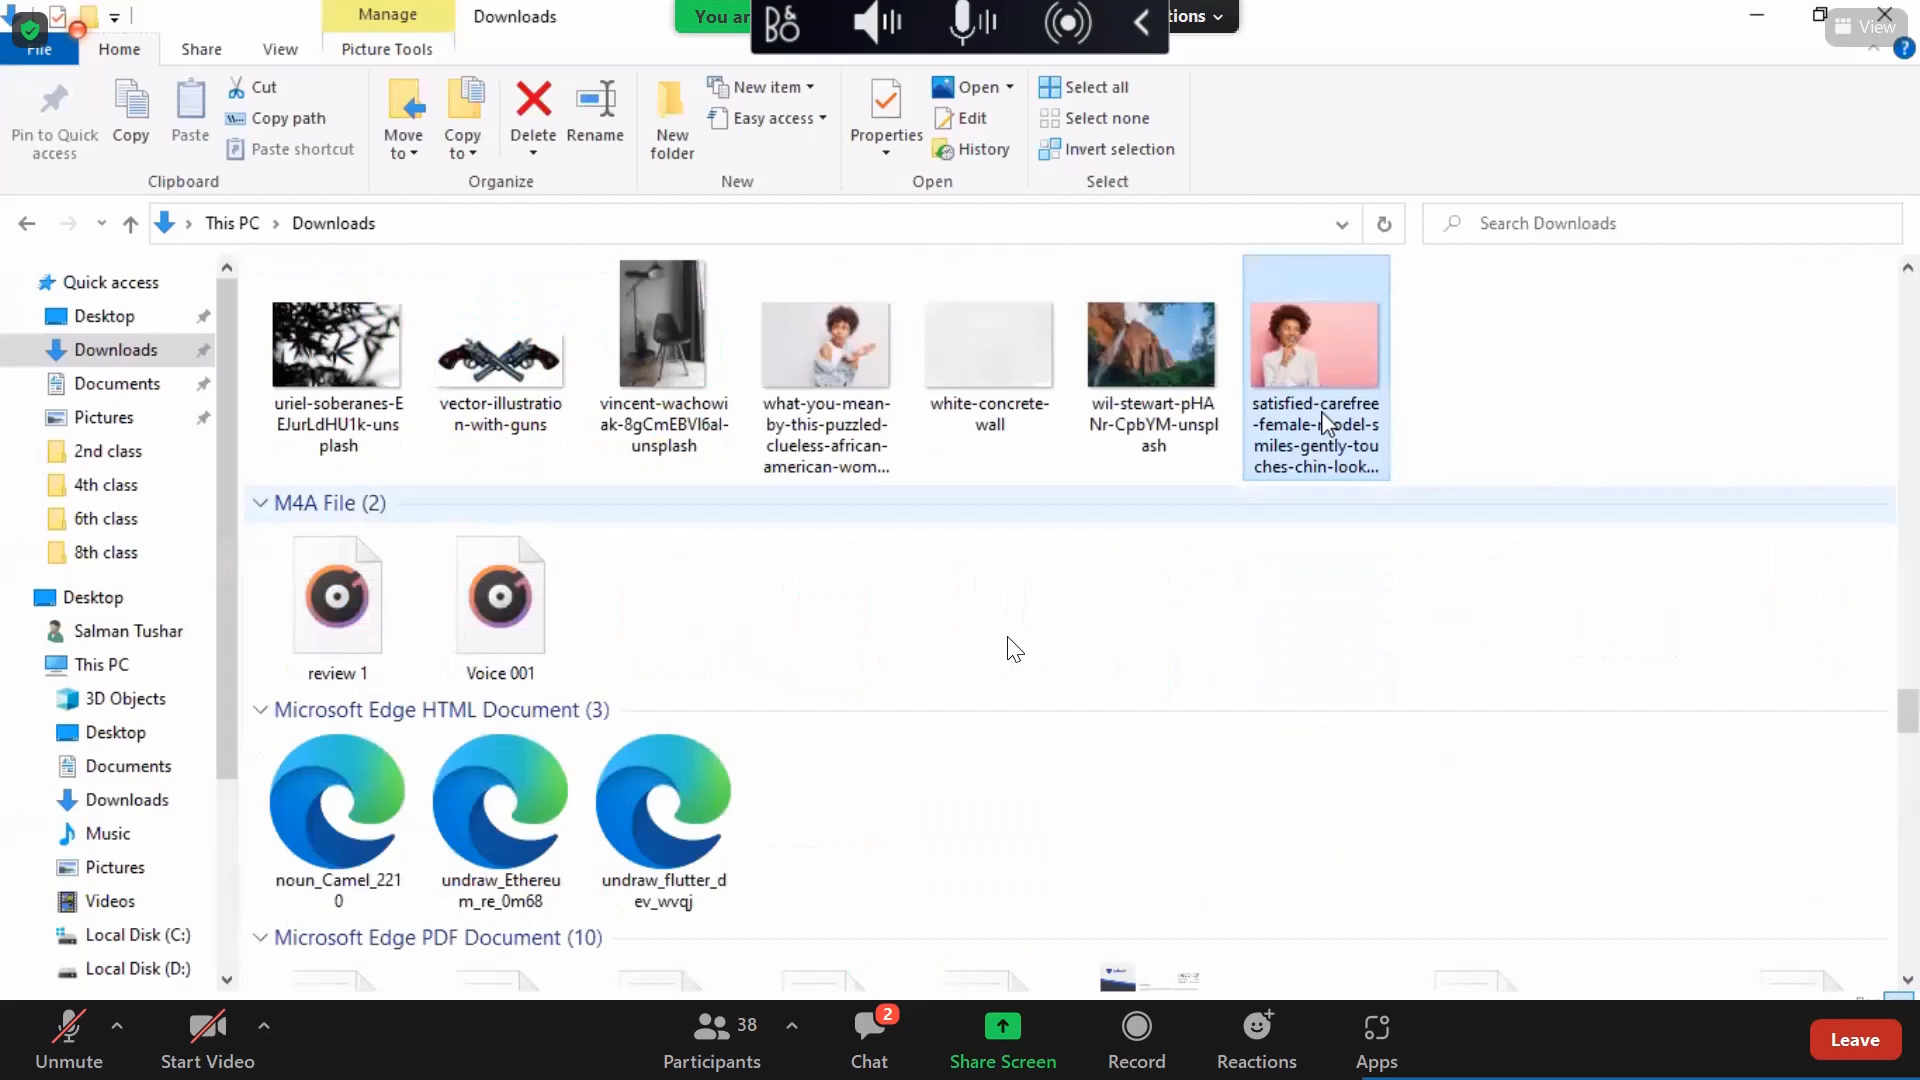 Manage
Downloads
You ar
B&O
tions
View
File
Home
Share
View
Picture Tools
Pin to Quick access
Copy
Paste
Cut
Copy path
Paste shortcut
Clipboard
Move to
Copy to
Delete
Rename
Organize
New folder
New item
Easy access
New
Properties
Open
Edit
History
Open
Select all
Select none
Invert selection
Select
This PC
Downloads
Search Downloads
Quick access
Desktop
Downloads
Documents
Pictures
2nd class
4th class
6th class
8th class
Desktop
Salman Tushar
This PC
3D Objects
Desktop
Documents
Downloads
Music
Pictures
Videos
Local Disk (C:)
Local Disk (D:)
uriel-soberanes-E
EJurLdHU1k-uns
plash
vector-illustratio
n-with-guns
vincent-wachowi
ak-8gCmEBVl6aI-
unsplash
what-you-mean-
by-this-puzzled-
clueless-african-
american-wom...
white-concrete-
wall
wil-stewart-pHA
Nr-CpbYM-unspl
ash
satisfied-carefree
-female-model-s
miles-gently-tou
ches-chin-look...
M4A File (2)
review 1
Voice 001
Microsoft Edge HTML Document (3)
noun_Camel_221
0
undraw_Ethereu
m_re_0m68
undraw_flutter_d
ev_wvqj
Microsoft Edge PDF Document (10)
Unmute
Start Video
38
Participants
2
Chat
Share Screen
Record
Reactions
Apps
Leave